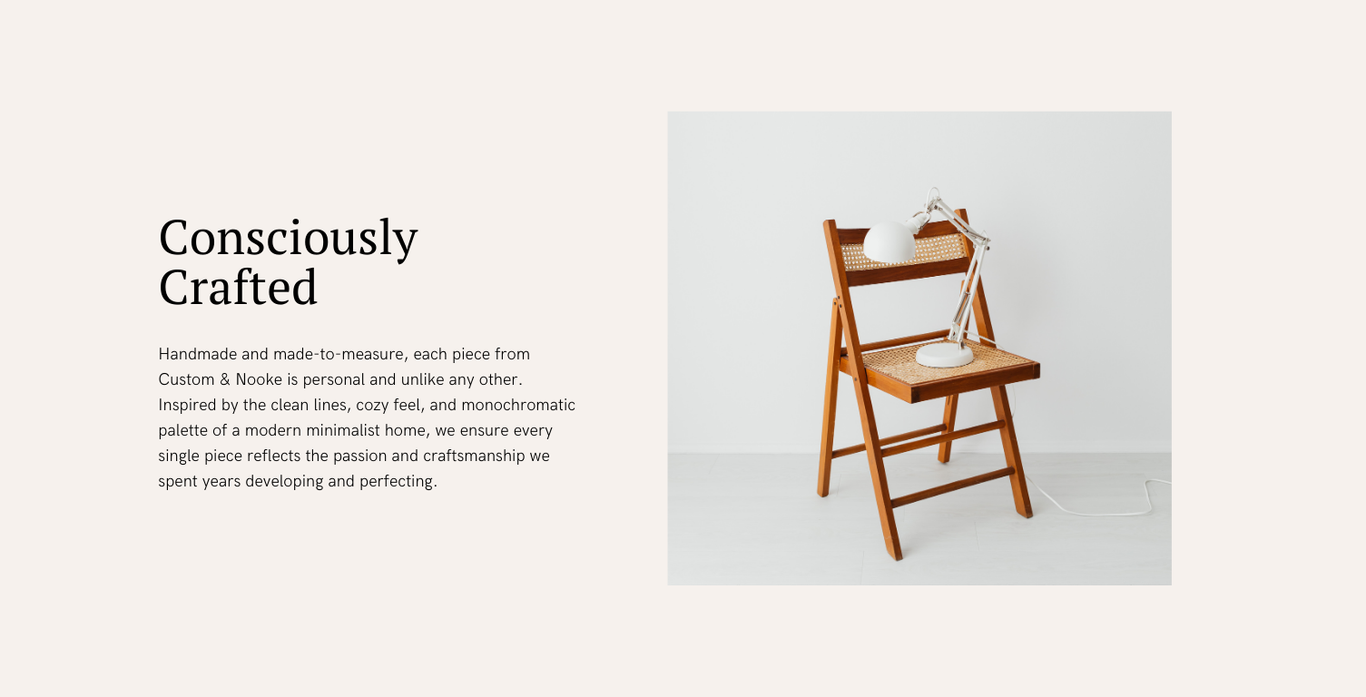 Consciously
Crafted
Handmade and made-to-measure, each piece from
Custom & Nooke is personal and unlike any other.
Inspired by the clean lines, cozy feel, and monochromatic
palette of a modern minimalist home, we ensure every
single piece reflects the passion and craftsmanship we
spent years developing and perfecting.